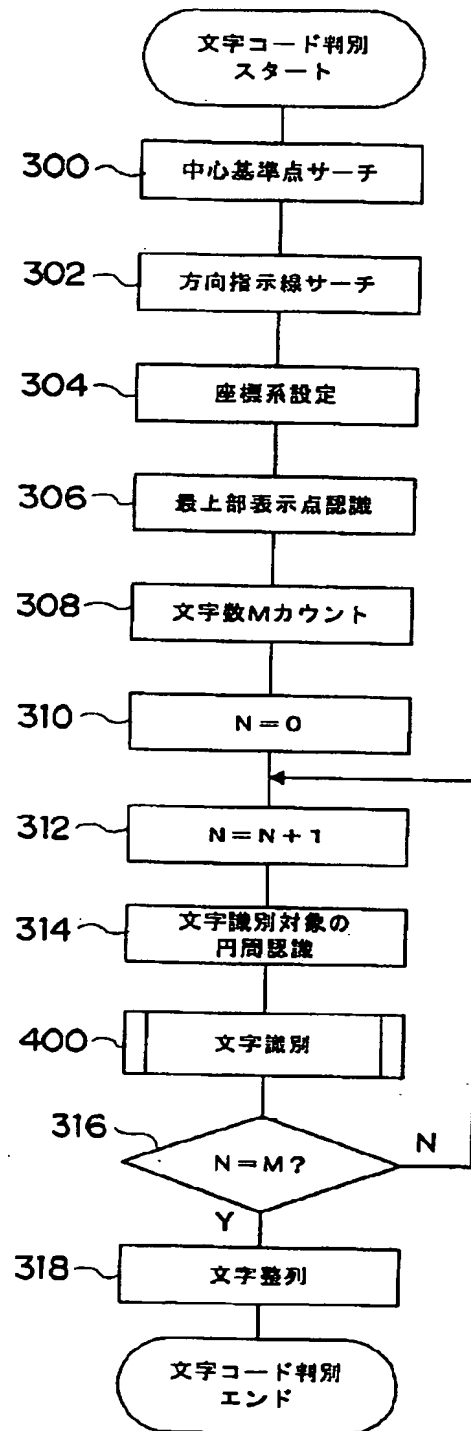 文字コード判別
スタート
300
中心基準点サーチ
302
方向指示線サーチ
304
座標系設定
306
最上部表示点認識
308
文字数Mカウント
310
N=0
312
N=N+1
314
文字識別対象の
円周認識
400
文字識別
316
N=M?
N
Y
318
文字整列
文字コード判別
エンド